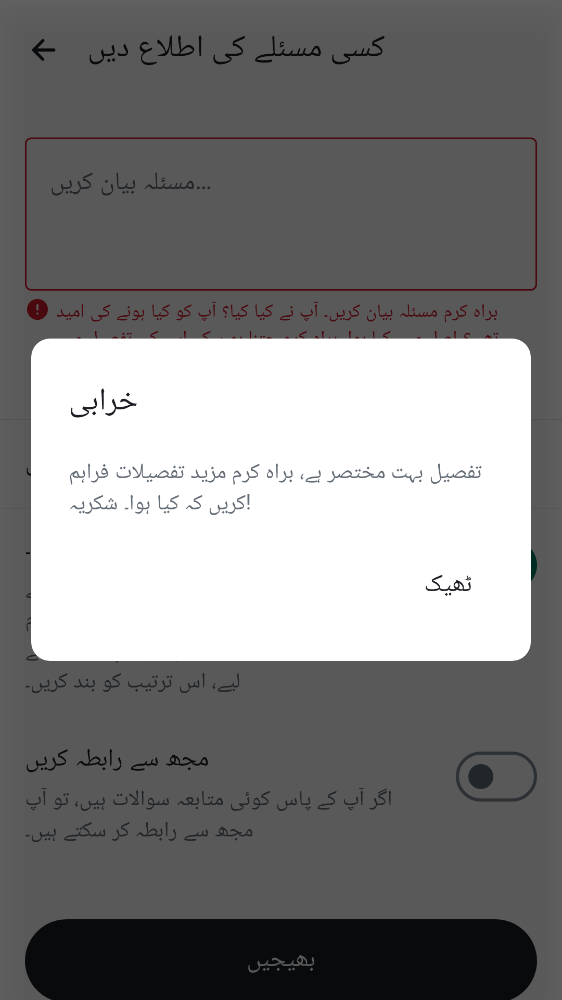 کسی مسئلے کی اطلاع دیں
مسئلہ بیان کریں...
براہ کرم مسئلہ بیان کریں۔ آپ نے کیا کیا؟ آپ کو کیا ہونے کی امید
خرابی
تفصیل بہت مختصر ہے، براہ کرم مزید تفصیلات فراہم
کریں کہ کیا ہوا۔ شکریہ!
ٹھیک
لیے، اس ترتیب کو بند کریں۔
مجھ سے رابطہ کریں
اگر آپ کے پاس کوئی متابعہ سوالات ہیں، تو آپ
مجھ سے رابطہ کر سکتے ہیں۔
بھیجیں